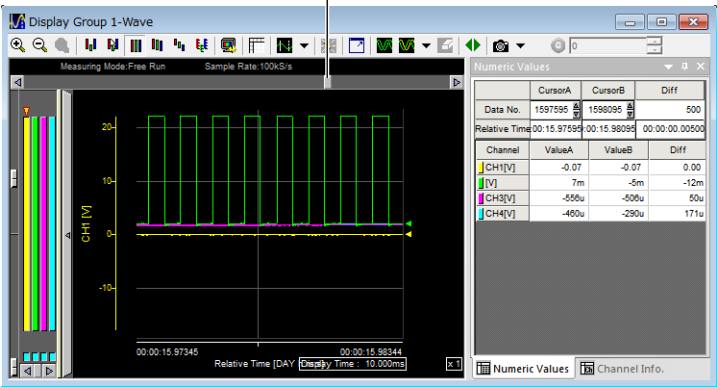 Display Group 1-Wave
0
Measuring Mode:Free Run Sample Rate:100kS/s
Numeric Values
CursorA CursorB Diff
Data No. 1597595 1598095 500
Relative Time 00:15.97595 00:15.98095 00:00:00.00500
Channel ValueA ValueB Diff
CH1[V] -0.07 -0.07 0.00
[V] 7m -5m -12m
CH3[V] -556u -506u 50u
CH4[V] -460u -290u 171u
20
10
0
-10
CH1 [V]
00:00:15.97345 00:00:15.98344
Relative Time [DAY Display Time : 10.000ms x 1
Numeric Values Channel Info.